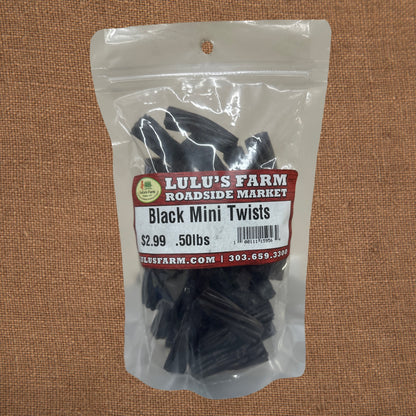 LULU'S FARM
ROADSIDE MARKET
Black Mini Twists
$2.99 .50lbs
LULUSFARM.COM | 303.659.3300